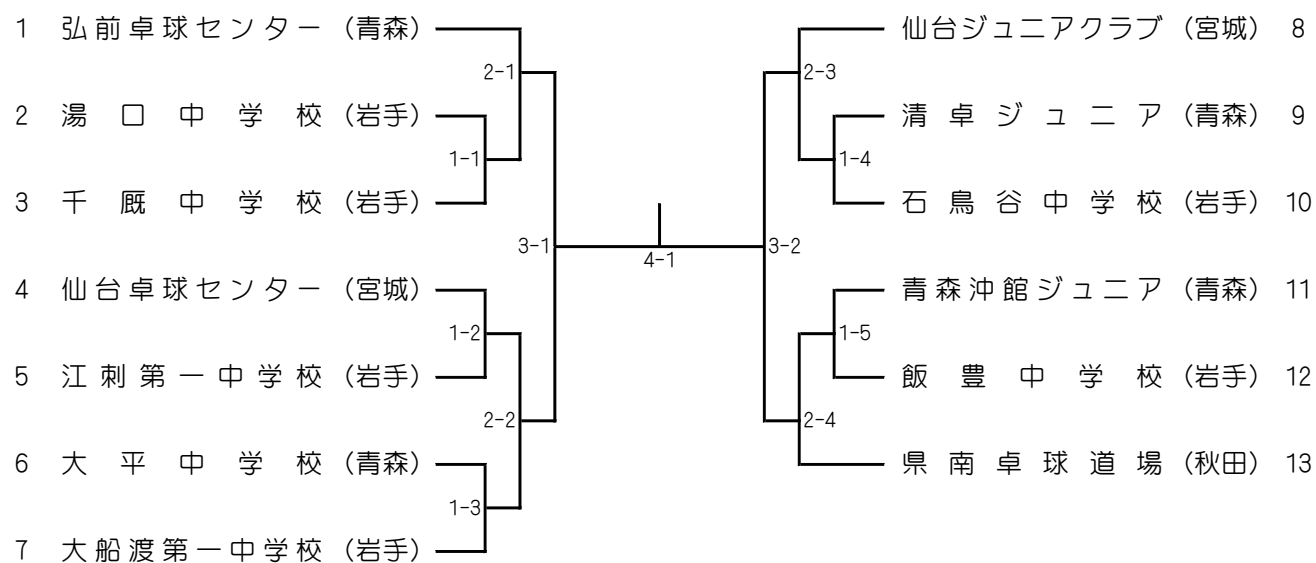 1 弘前卓球センター (青森)
2-1
2 湯口中学校 (岩手)
1-1
3 千厩中学校 (岩手)
3-1
4 仙台卓球センター (宮城)
1-2
5 江刺第一中学校 (岩手)
2-2
6 大平中学校 (青森)
1-3
7 大船渡第一中学校 (岩手)
4-1
仙台ジュニアクラブ (宮城) 8
2-3
清卓ジュニア (青森) 9
1-4
石鳥谷中学校 (岩手) 10
3-2
青森沖館ジュニア (青森) 11
1-5
飯豊中学校 (岩手) 12
2-4
県南卓球道場 (秋田) 13